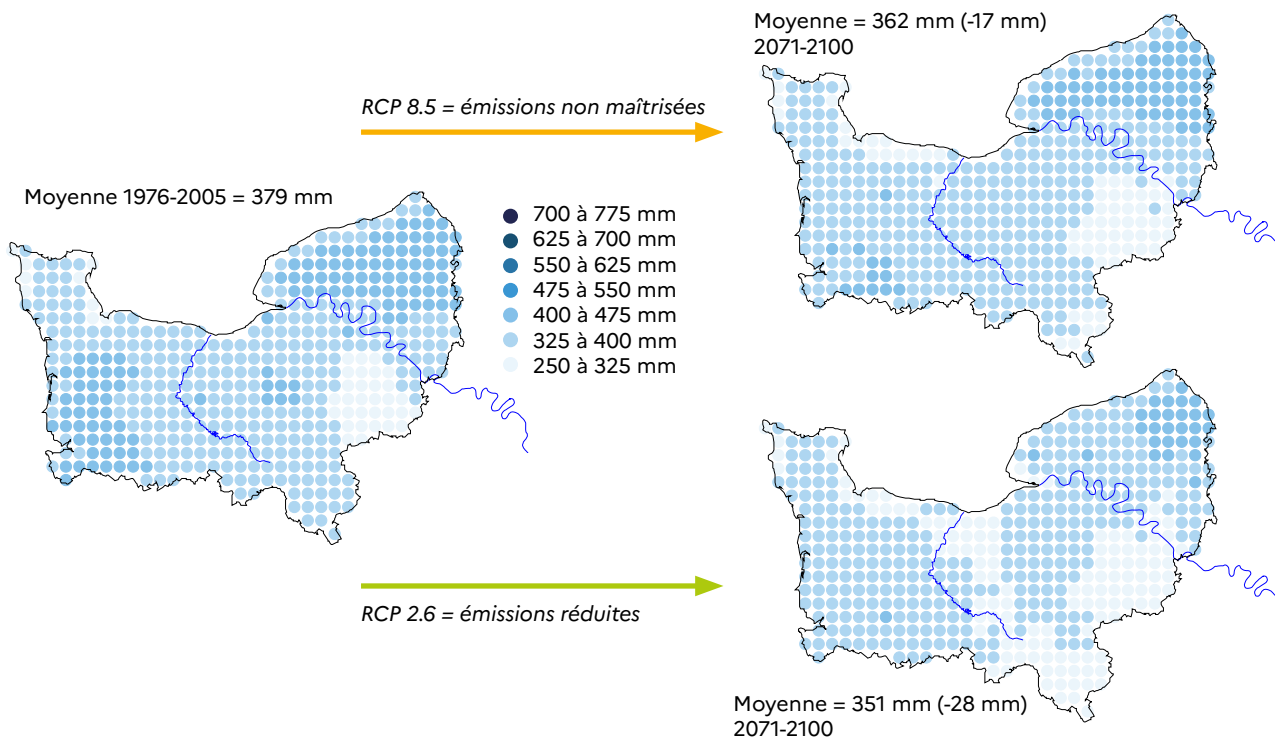 Moyenne = 362 mm (-17 mm)
2071-2100
RCP 8.5 = émissions non maîtrisées
Moyenne 1976-2005 = 379 mm
700 à 775 mm
625 à 700 mm
550 à 625 mm
475 à 550 mm
400 à 475 mm
325 à 400 mm
250 à 325 mm
RCP 2.6 = émissions réduites
Moyenne = 351 mm (-28 mm)
2071-2100